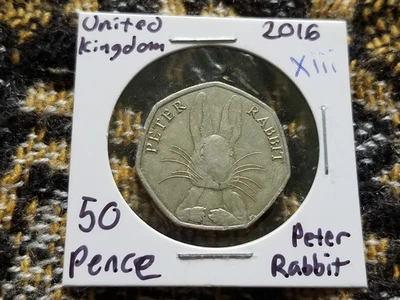 United
Kingdom
2016
XIII
PETER RABBIT
50
Pence
Peter
Rabbit